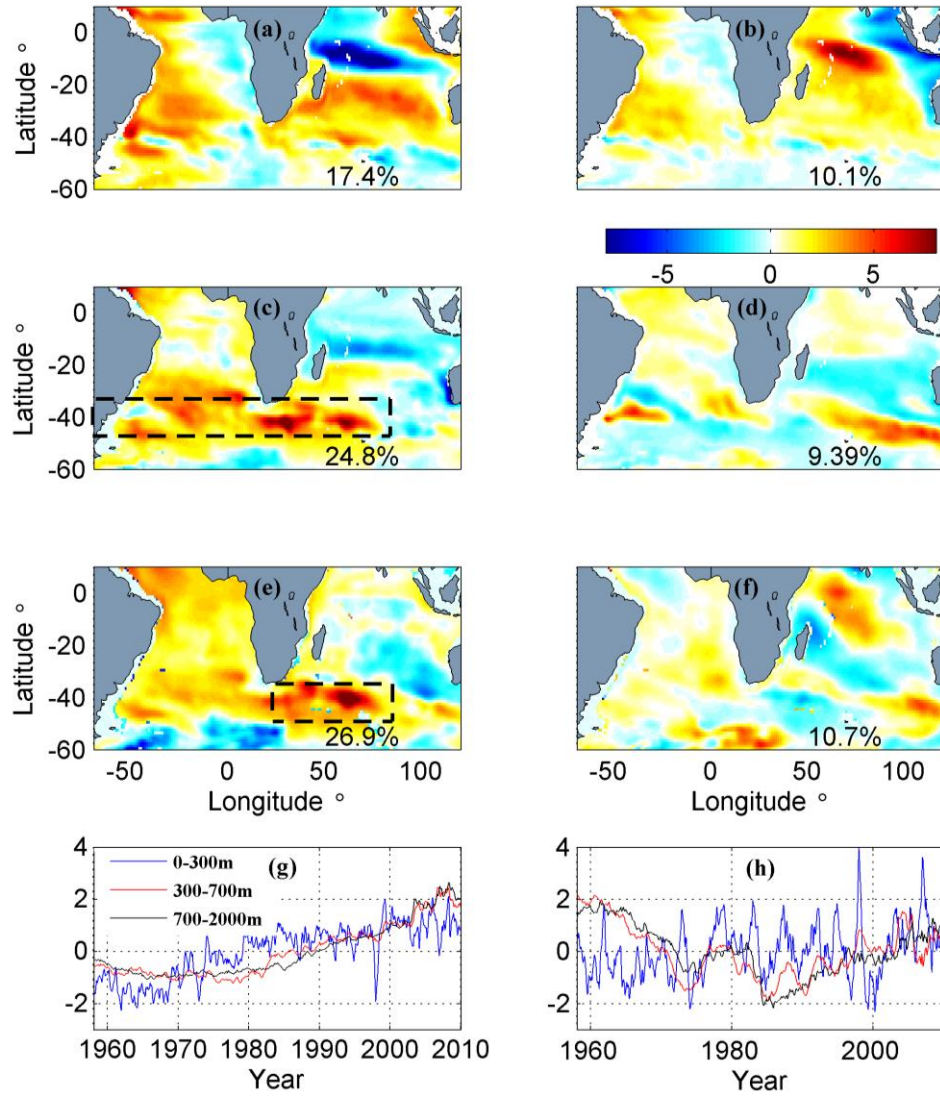 (a) (b)
Latitude °
0
-20
-40
-60
17.4% 10.1%
-5 0 5
(c) (d)
Latitude °
0
-20
-40
-60
24.8% 9.39%
(e) (f)
Latitude °
0
-20
-40
-60
26.9% 10.7%
-50 0 50 100 -50 0 50 100
Longitude ° Longitude °
(g) (h)
0-300m
300-700m
700-2000m
4 4
2 2
0 0
-2 -2
1960 1970 1980 1990 2000 2010 1960 1980 2000
Year Year